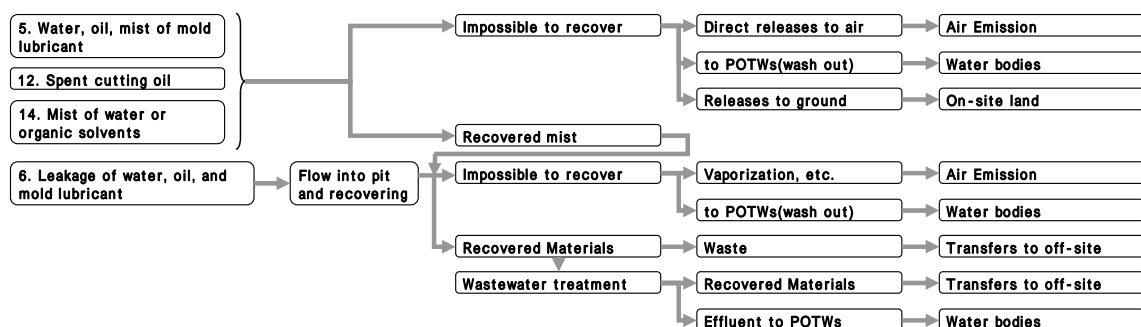 5. Water, oil, mist of mold
lubricant
12. Spent cutting oil
14. Mist of water or
organic solvents
6. Leakage of water, oil, and
mold lubricant
Flow into pit
and recovering
Impossible to recover
Direct releases to air
Air Emission
to POTWs(wash out)
Water bodies
Releases to ground
On-site land
Recovered mist
Impossible to recover
Vaporization, etc.
Air Emission
to POTWs(wash out)
Water bodies
Recovered Materials
Waste
Transfers to off-site
Wastewater treatment
Recovered Materials
Transfers to off-site
Effluent to POTWs
Water bodies